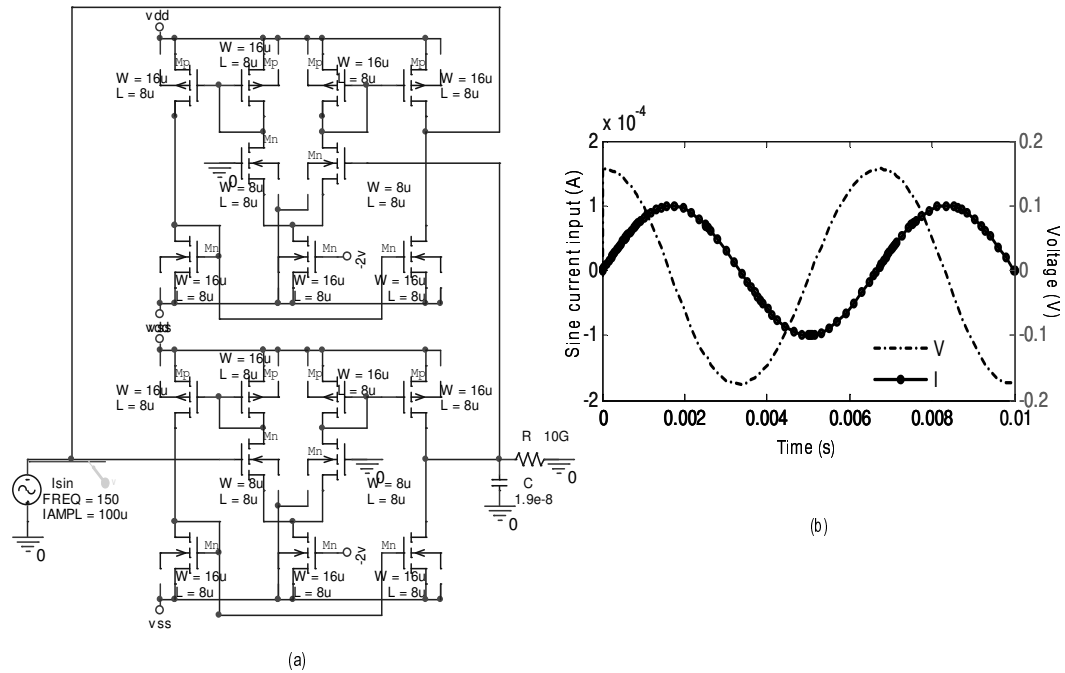 vdd
W = 16u
L = 8u
Mp
W = 16u
L = 8u
Mp
W = 16u
L = 8u
Mp
W = 16u
L = 8u
Mn
Mn
0
W = 8u
L = 8u
W = 8u
L = 8u
Mn
Mn
-2v
Mn
W = 16u
L = 8u
W = 16u
L = 8u
W = 16u
L = 8u
vdd
W = 16u
L = 8u
Mp
W = 16u
L = 8u
Mp
W = 16u
L = 8u
Mp
W = 16u
L = 8u
Mn
Mn
0
W = 8u
L = 8u
W = 8u
L = 8u
R 10G
0
C
1.9e-8
0
Isin
FREQ = 150
IAMPL = 100u
0
V
Mn
Mn
-2v
Mn
W = 16u
L = 8u
W = 16u
L = 8u
W = 16u
L = 8u
vss
(a)
x 10^-4
Sine current input (A)
2
1
0
-1
-2
0.2
0.1
0
-0.1
-0.2
Voltage (V)
V
I
0 0.002 0.004 0.006 0.008 0.01
Time (s)
(b)